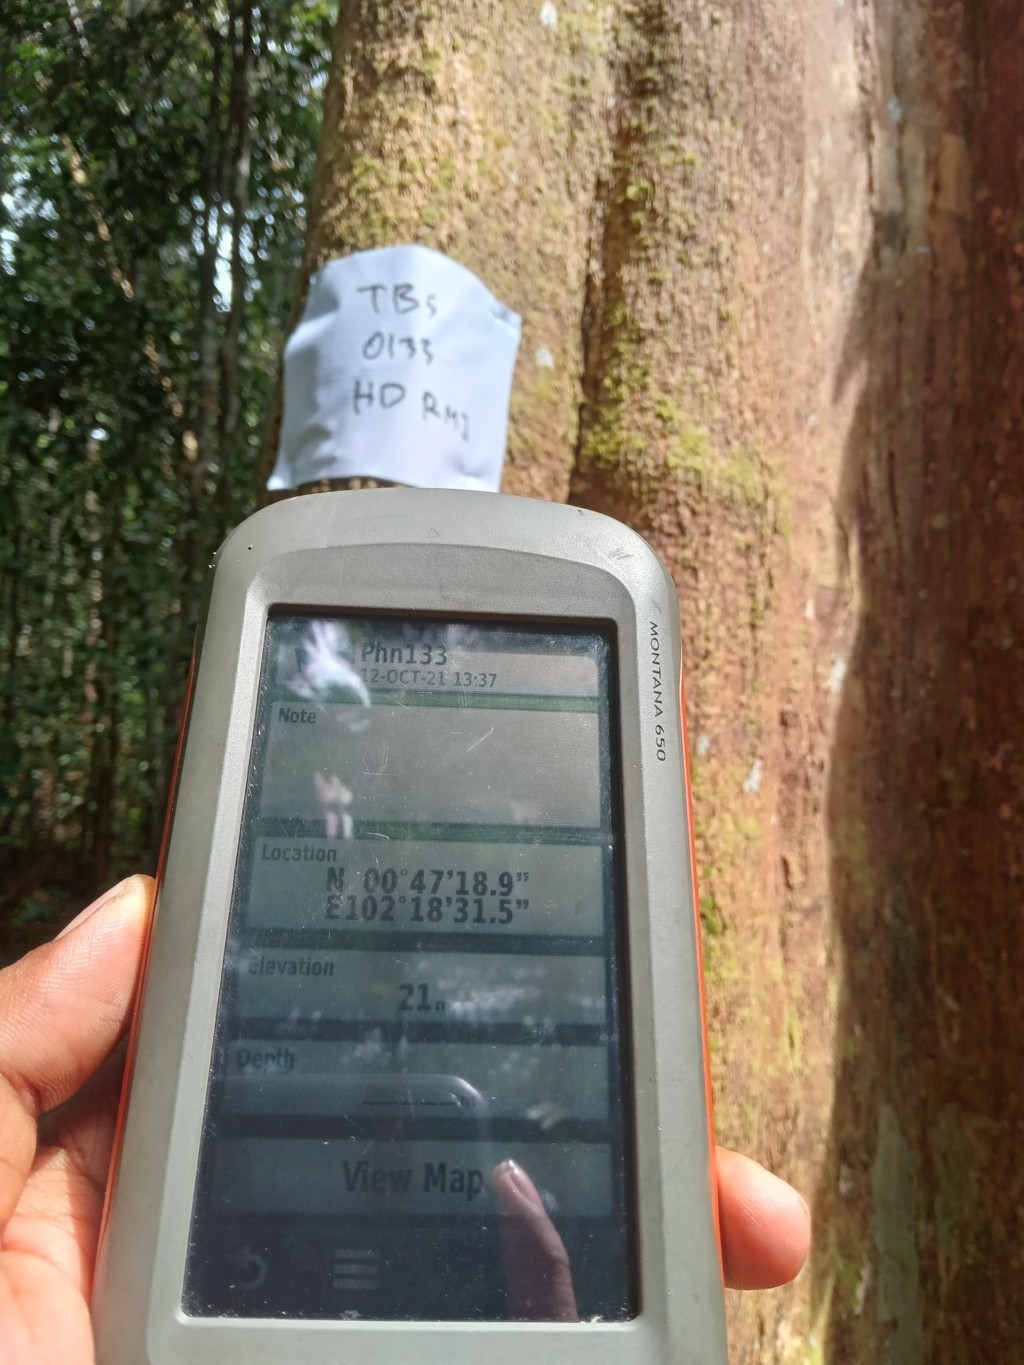 TBs
0133
HD RMJ
MONTANA 650
Phn133
12-OCT-21 13:37
Note
Location
N 00°47'18.9"
E102°18'31.5"
Elevation
21m
Depth
View Map